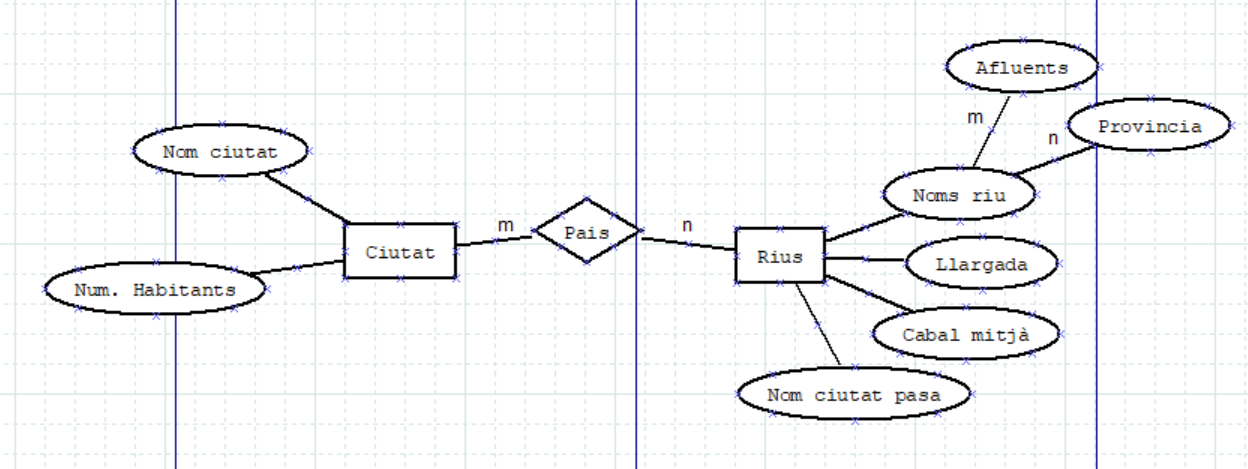 Afluents
m
Provincia
n
Nom ciutat
Noms riu
m
Pais
n
Ciutat
Rius
Llargada
Num. Habitants
Cabal mitjà
Nom ciutat pasa